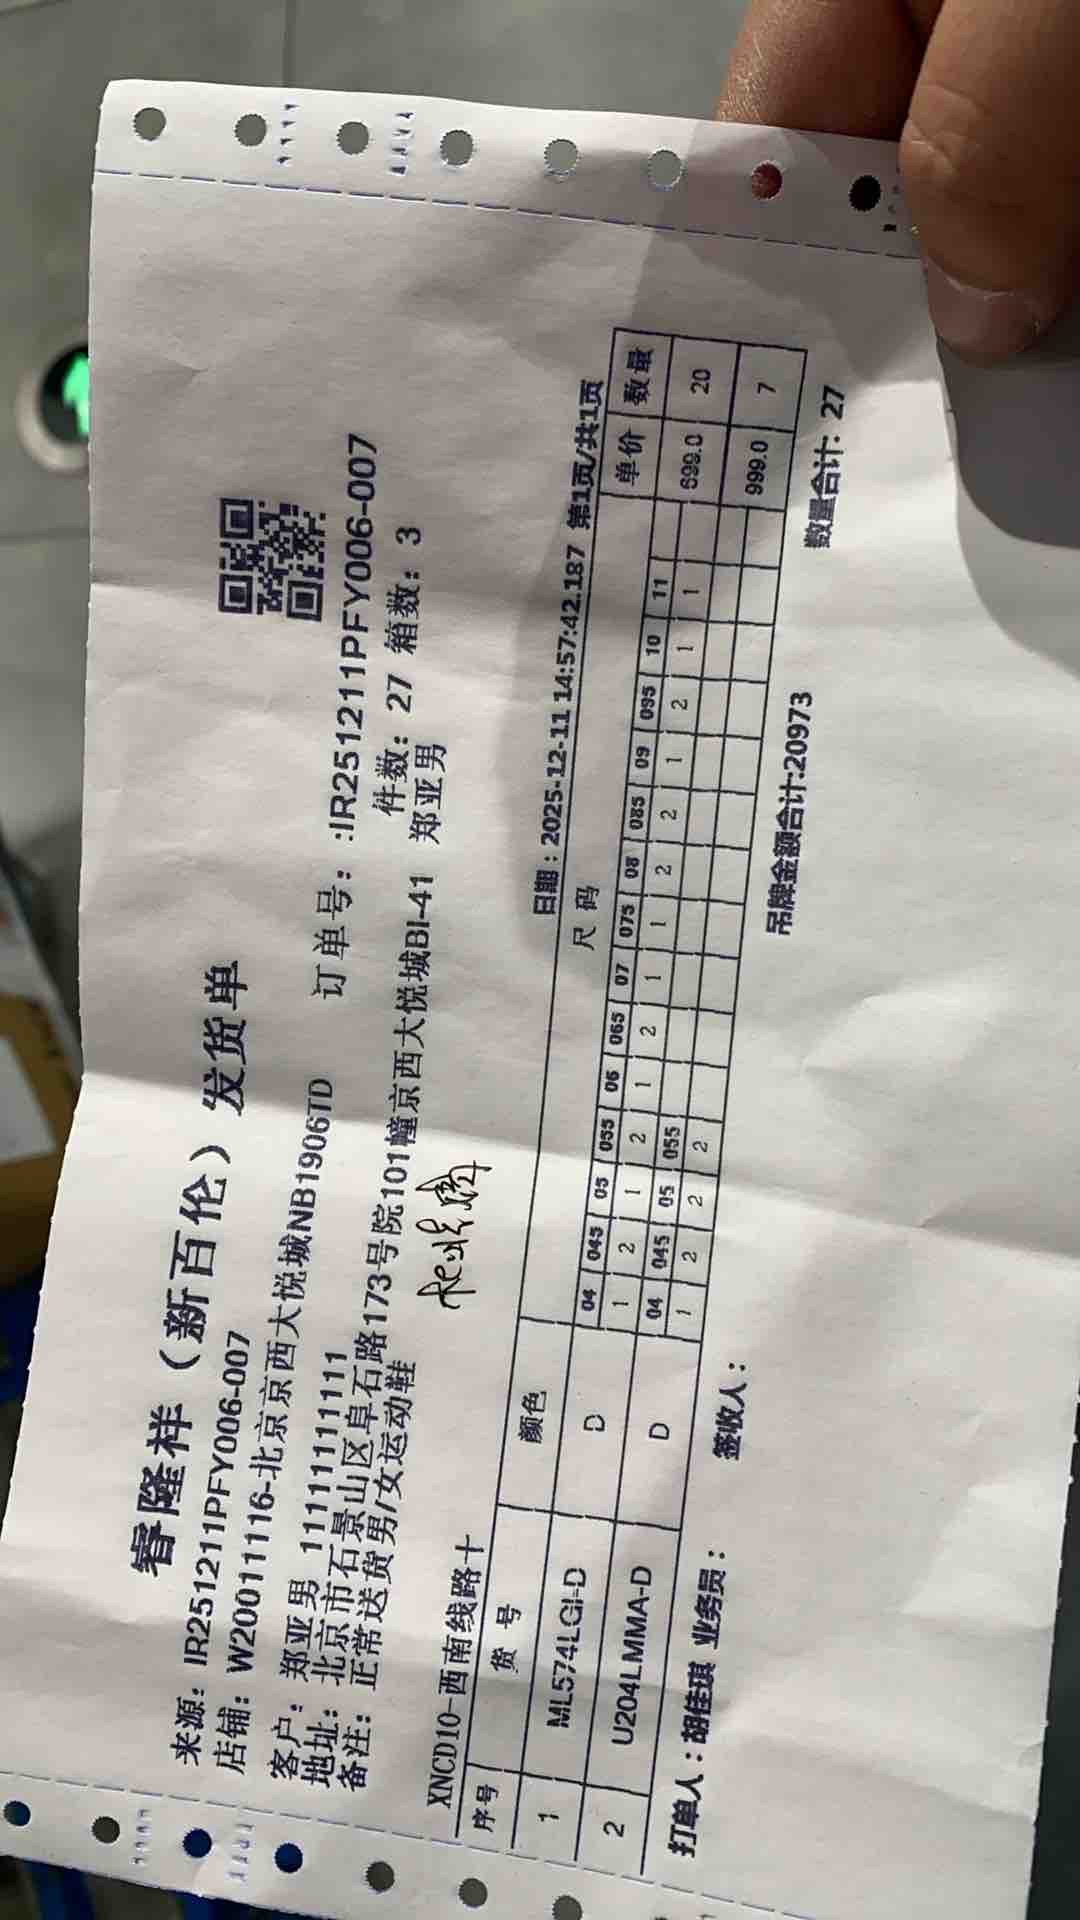 睿隆祥（新百伦）发货单
来源：IR251211PFY006-007
订单号：:IR251211PFY006-007
店铺：W20011116-北京京西大悦城NB1906TD
件数：27 箱数：3
客户：郑亚男 11111111111
地址：北京市石景山区阜石路173号院101幢京西大悦城BI-41 郑亚男
备注：正常送货男/女运动鞋
XNCD10-西南线路十
日期：2025-12-11 14:57:42.187 第1页/共1页
序号 货号 颜色 尺码 单价 数量
04 045 05 055 06 065 07 075 08 085 09 095 10 11
1 ML574LGI-D D 1 2 1 2 1 2 1 1 2 2 1 2 1 1 699.0 20
04 045 05 055
2 U204LMMA-D D 1 2 2 2 999.0 7
吊牌金额合计:20973
数量合计: 27
打单人：胡佳琪 业务员： 签收人：